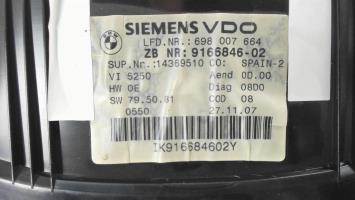 SIEMENS VDO
LFD.NR.: 698 007 664
ZB NR: 9166846-02
SUP.Nr.:14369510 CO: SPAIN-2
VI 5250 Aend 0D.00
HW 0E Diag 08D0
SW 79.50.81 COD 08
0550 27.11.07
IK916684602Y